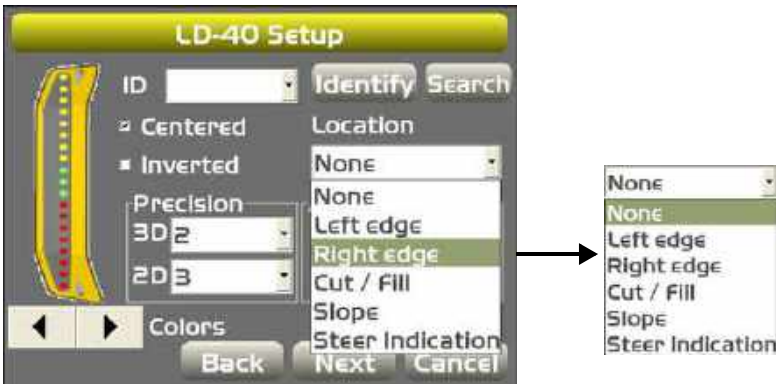 LD-40 Setup
ID Identify Search
Centered Location
Inverted None
Precision None
3D 2 Left edge
Right edge
2D 3 Cut / Fill
Slope
Colors Steer Indication
Back Next Cancel
None
None
Left edge
Right edge
Cut / Fill
Slope
Steer Indication